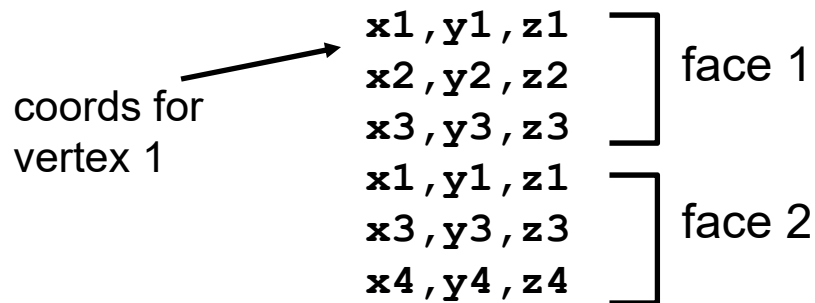 coords for
vertex 1
x1,y1,z1
x2,y2,z2
x3,y3,z3
face 1
x1,y1,z1
x3,y3,z3
x4,y4,z4
face 2